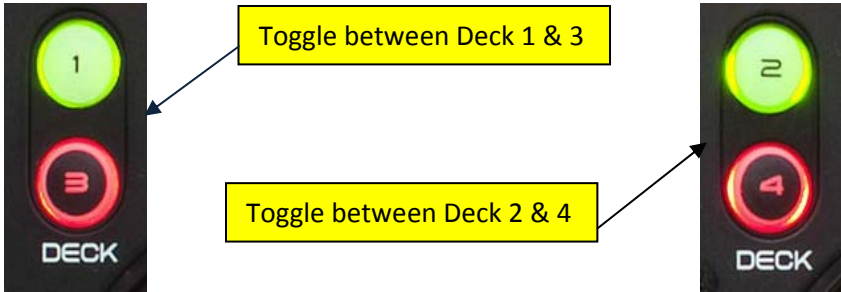 1
Toggle between Deck 1 & 3
2
3
Toggle between Deck 2 & 4
4
DECK
DECK